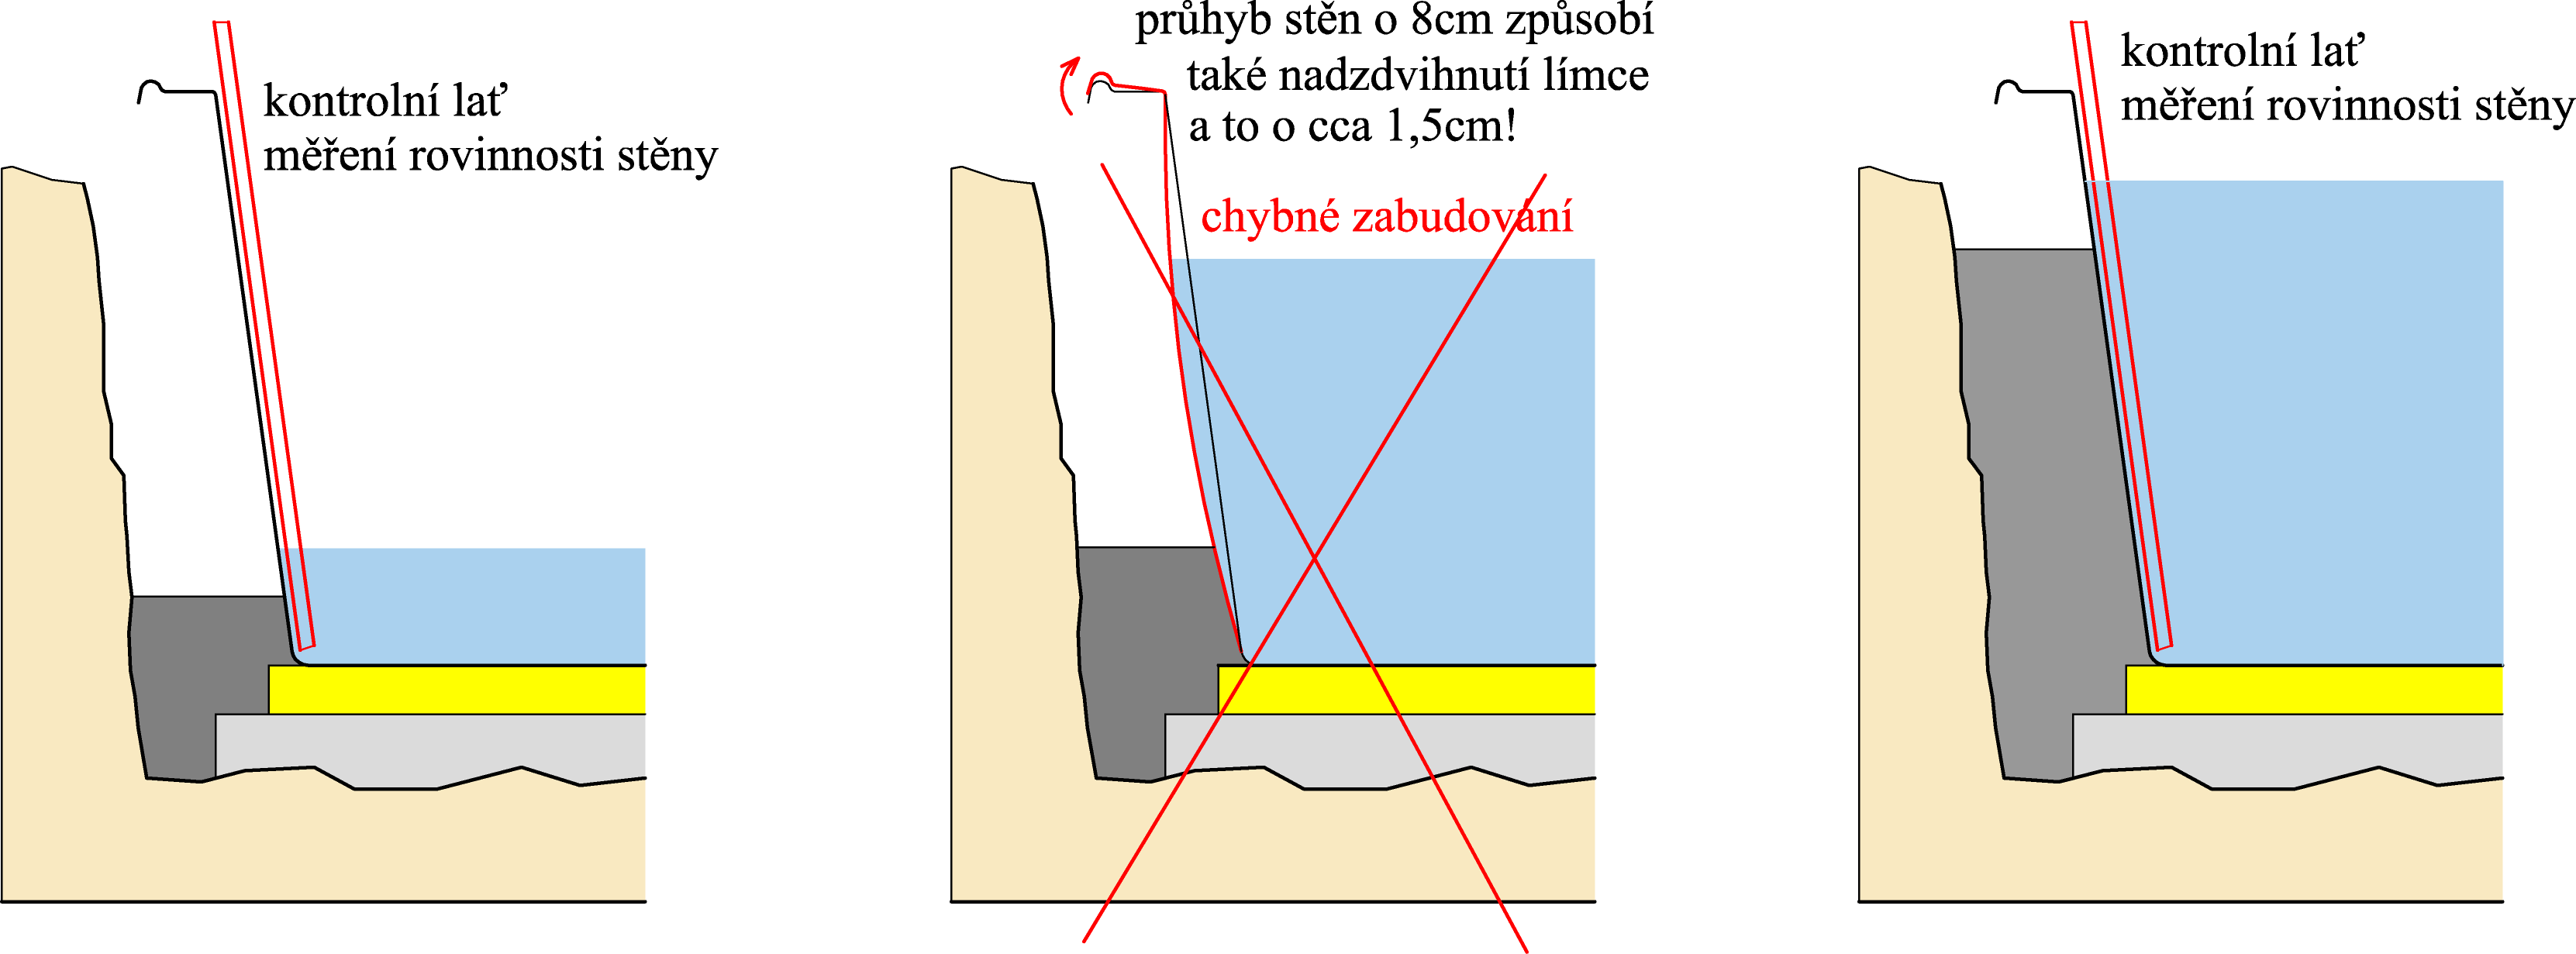 kontrolní lať
měření rovinnosti stěny
průhyb stěn o 8cm způsobí
také nadzdvihnutí límce
a to o cca 1,5cm!
chybné zabudování
kontrolní lať
měření rovinnosti stěny